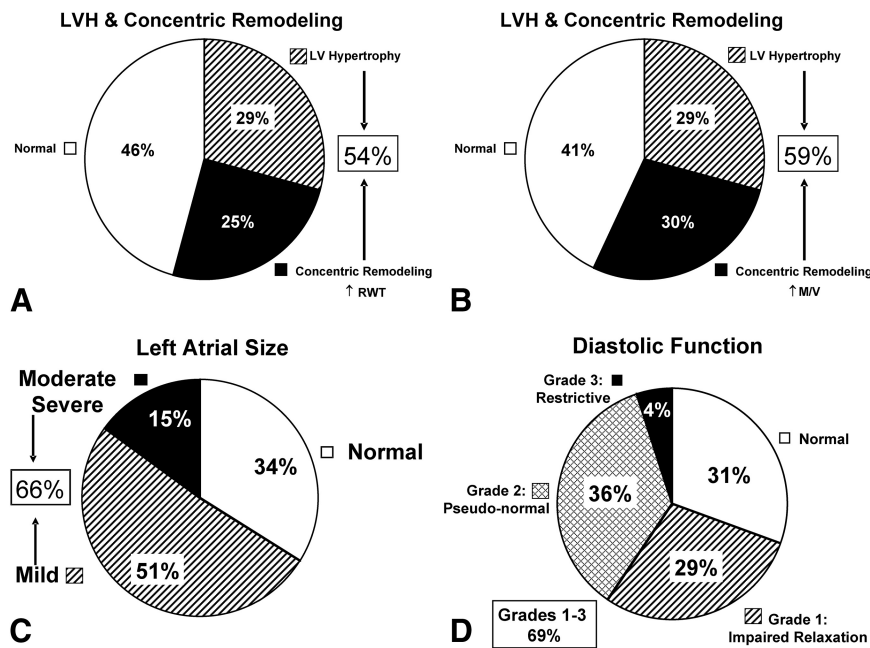 LVH & Concentric Remodeling
LV Hypertrophy
29%
Normal
46%
54%
25%
Concentric Remodeling
↑ RWT
A
LVH & Concentric Remodeling
LV Hypertrophy
29%
Normal
41%
59%
30%
Concentric Remodeling
↑ M/V
B
Left Atrial Size
Moderate
Severe
15%
34%
Normal
66%
Mild
51%
C
Diastolic Function
Grade 3:
Restrictive
4%
Normal
31%
Grade 2:
Pseudo-normal
36%
29%
Grades 1-3
69%
Grade 1:
Impaired Relaxation
D